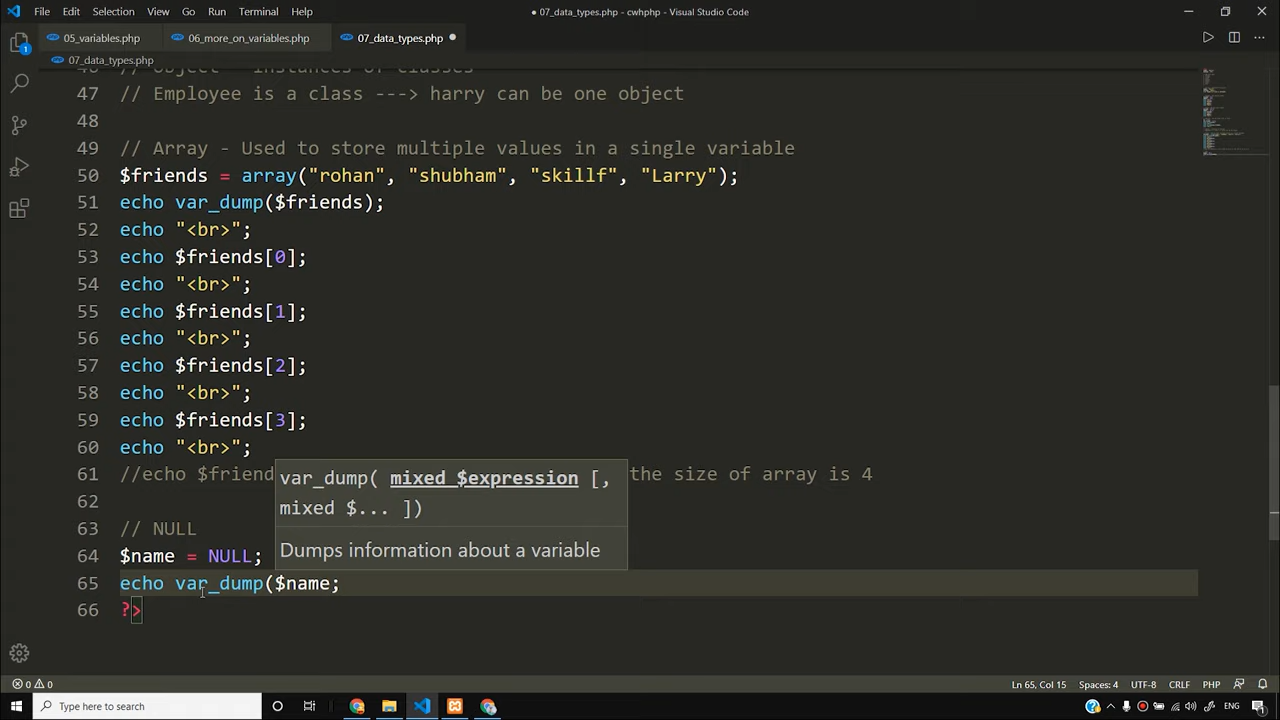 File Edit Selection View Go Run Terminal Help
● 07_data_types.php - cwhphp - Visual Studio Code
05_variables.php 06_more_on_variables.php 07_data_types.php
07_data_types.php
46 // Object - Instances of classes
47 // Employee is a class ---> harry can be one object
48
49 // Array - Used to store multiple values in a single variable
50 $friends = array("rohan", "shubham", "skillf", "Larry");
51 echo var_dump($friends);
52 echo "<br>";
53 echo $friends[0];
54 echo "<br>";
55 echo $friends[1];
56 echo "<br>";
57 echo $friends[2];
58 echo "<br>";
59 echo $friends[3];
60 echo "<br>";
61 //echo $friend the size of array is 4
var_dump( mixed $expression [,
mixed $... ])
Dumps information about a variable
62
63 // NULL
64 $name = NULL;
65 echo var_dump($name;
66 ?>
0 0 Ln 65, Col 15 Spaces: 4 UTF-8 CRLF PHP
Type here to search ENG